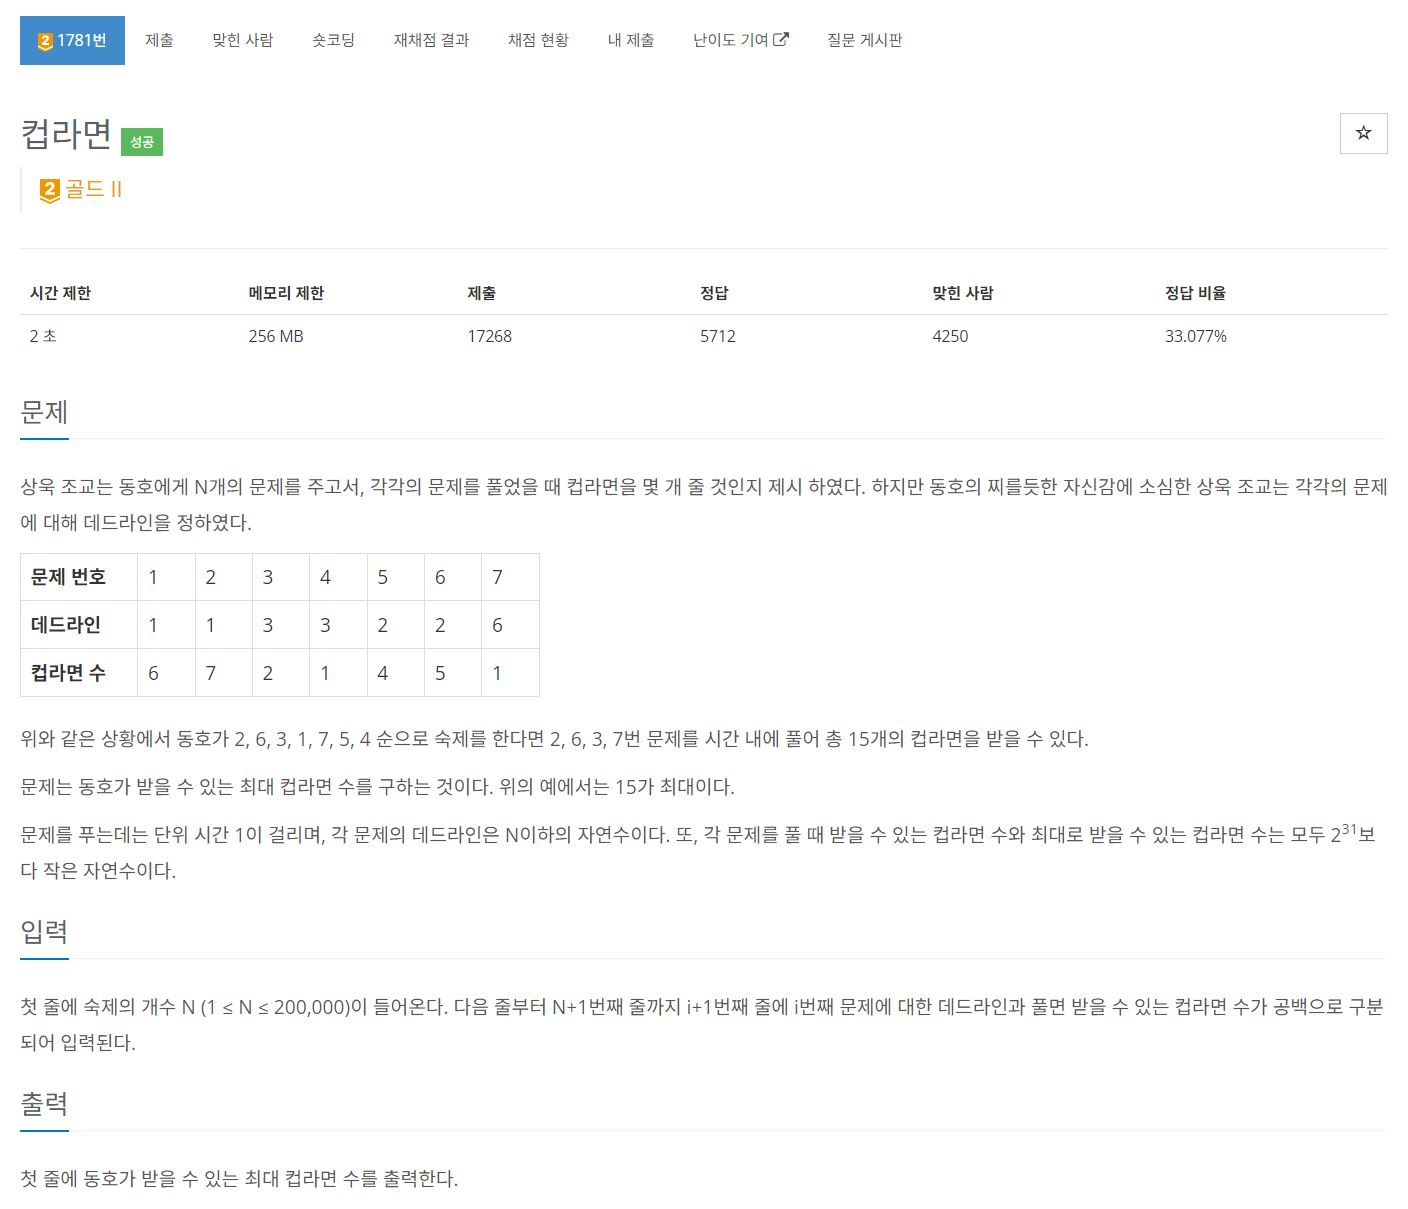 2 1781번 제출 맞힌 사람 숏코딩 재채점 결과 채점 현황 내 제출 난이도 기여 질문 게시판
컵라면 성공
2 골드 II
시간 제한 메모리 제한 제출 정답 맞힌 사람 정답 비율
2 초 256 MB 17268 5712 4250 33.077%
문제
상욱 조교는 동호에게 N개의 문제를 주고서, 각각의 문제를 풀었을 때 컵라면을 몇 개 줄 것인지 제시 하였다. 하지만 동호의 찌를듯한 자신감에 소심한 상욱 조교는 각각의 문제
에 대해 데드라인을 정하였다.
문제 번호 1 2 3 4 5 6 7
데드라인 1 1 3 3 2 2 6
컵라면 수 6 7 2 1 4 5 1
위와 같은 상황에서 동호가 2, 6, 3, 1, 7, 5, 4 순으로 숙제를 한다면 2, 6, 3, 7번 문제를 시간 내에 풀어 총 15개의 컵라면을 받을 수 있다.
문제는 동호가 받을 수 있는 최대 컵라면 수를 구하는 것이다. 위의 예에서는 15가 최대이다.
문제를 푸는데는 단위 시간 1이 걸리며, 각 문제의 데드라인은 N이하의 자연수이다. 또, 각 문제를 풀 때 받을 수 있는 컵라면 수와 최대로 받을 수 있는 컵라면 수는 모두 2³¹보
다 작은 자연수이다.
입력
첫 줄에 숙제의 개수 N (1 ≤ N ≤ 200,000)이 들어온다. 다음 줄부터 N+1번째 줄까지 i+1번째 줄에 i번째 문제에 대한 데드라인과 풀면 받을 수 있는 컵라면 수가 공백으로 구분
되어 입력된다.
출력
첫 줄에 동호가 받을 수 있는 최대 컵라면 수를 출력한다.